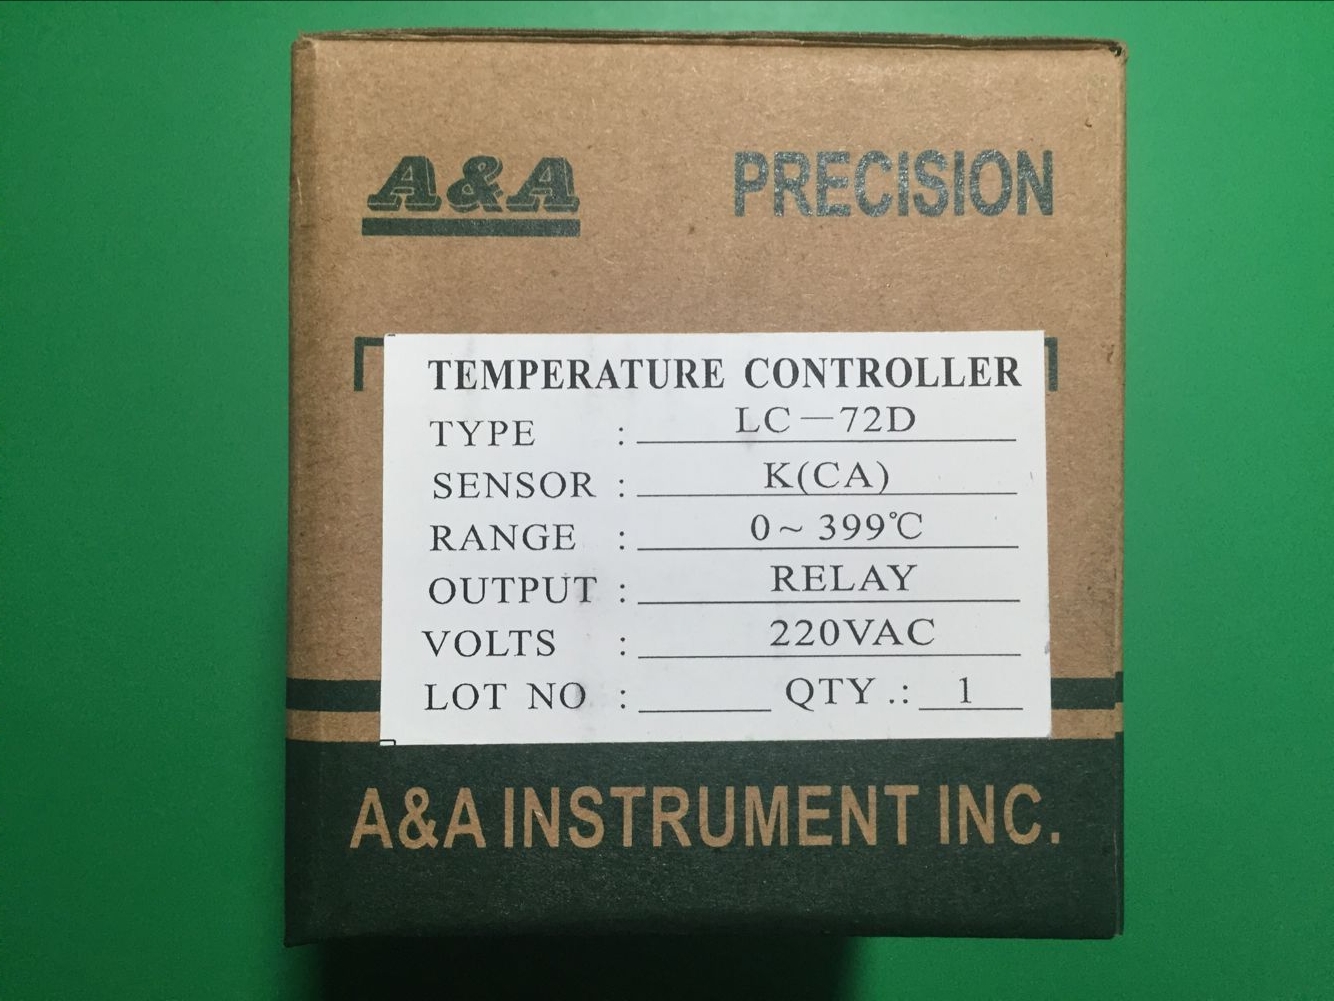 A&A PRECISION
TEMPERATURE CONTROLLER
TYPE : LC—72D
SENSOR : K(CA)
RANGE : 0~399℃
OUTPUT : RELAY
VOLTS : 220VAC
LOT NO : QTY.: 1
A&A INSTRUMENT INC.